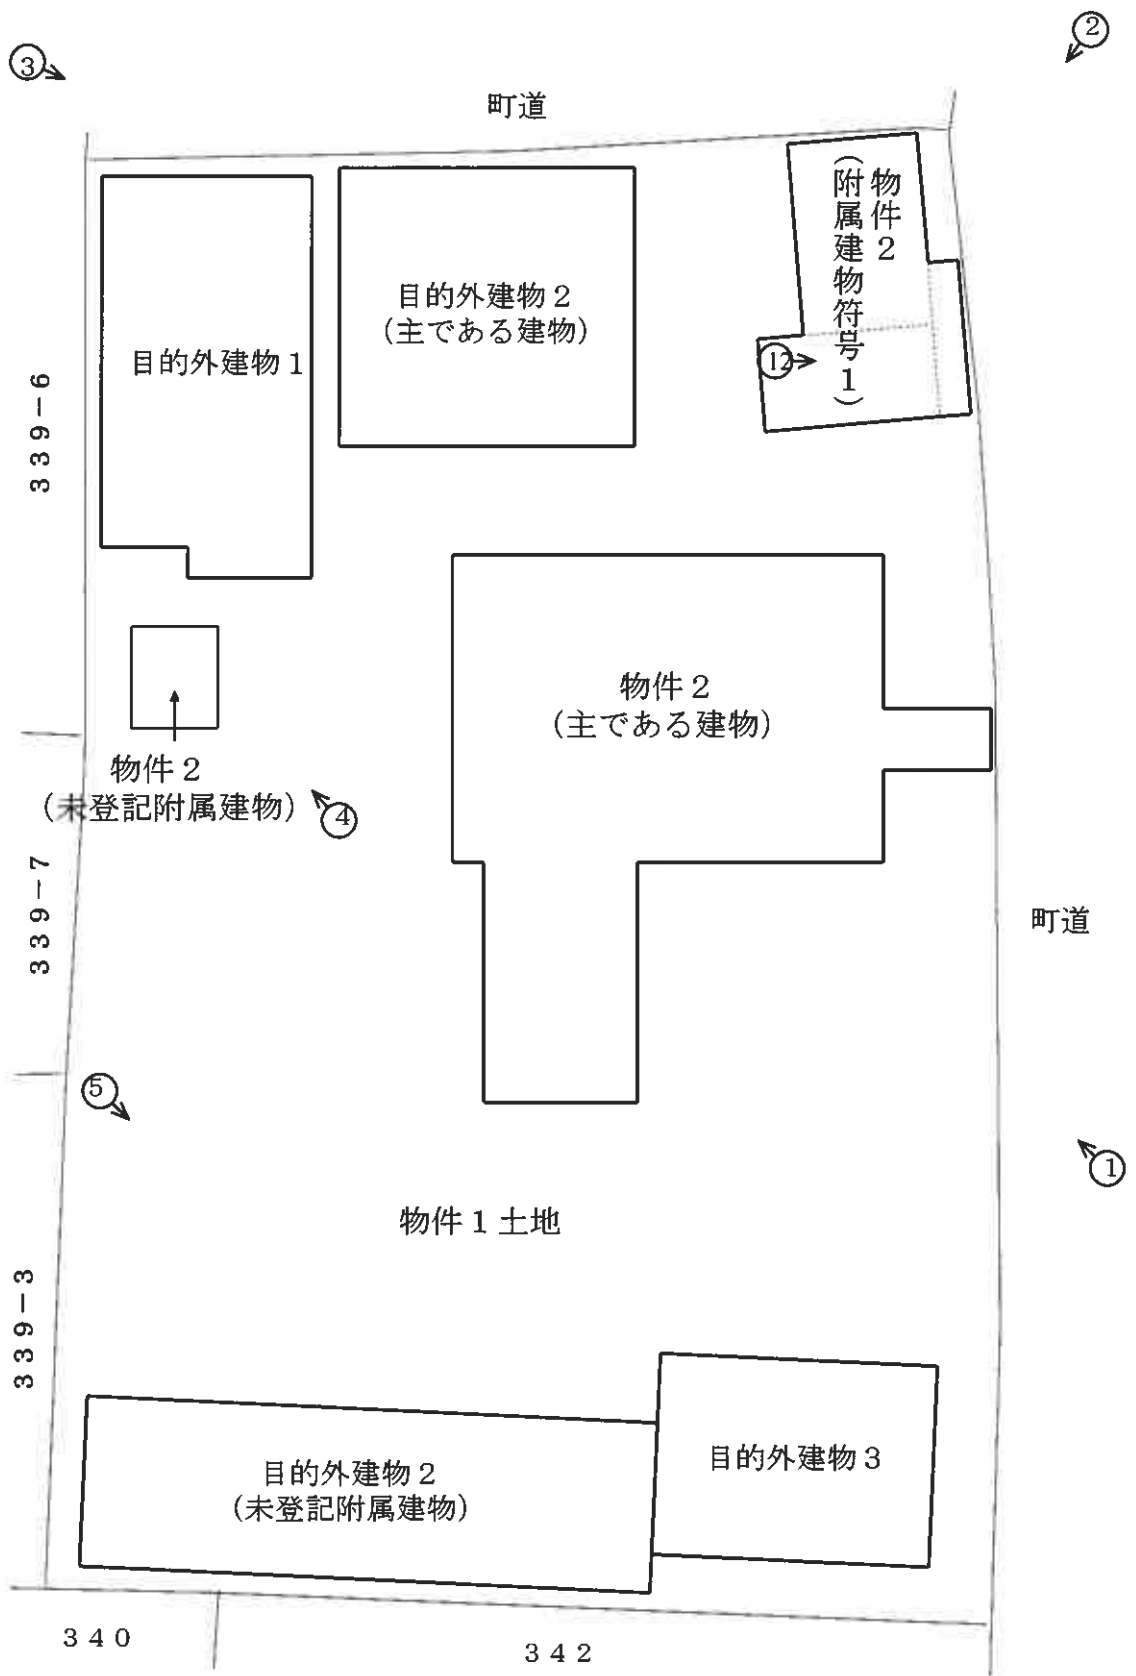 ②
③
町道
物件２
（附属建物符号１）
目的外建物２
（主である建物）
目的外建物１
⑫
３３９－６
物件２
（主である建物）
物件２
（未登記附属建物）
④
３３９－７
町道
⑤
①
物件１土地
３３９－３
目的外建物３
目的外建物２
（未登記附属建物）
３４０
３４２